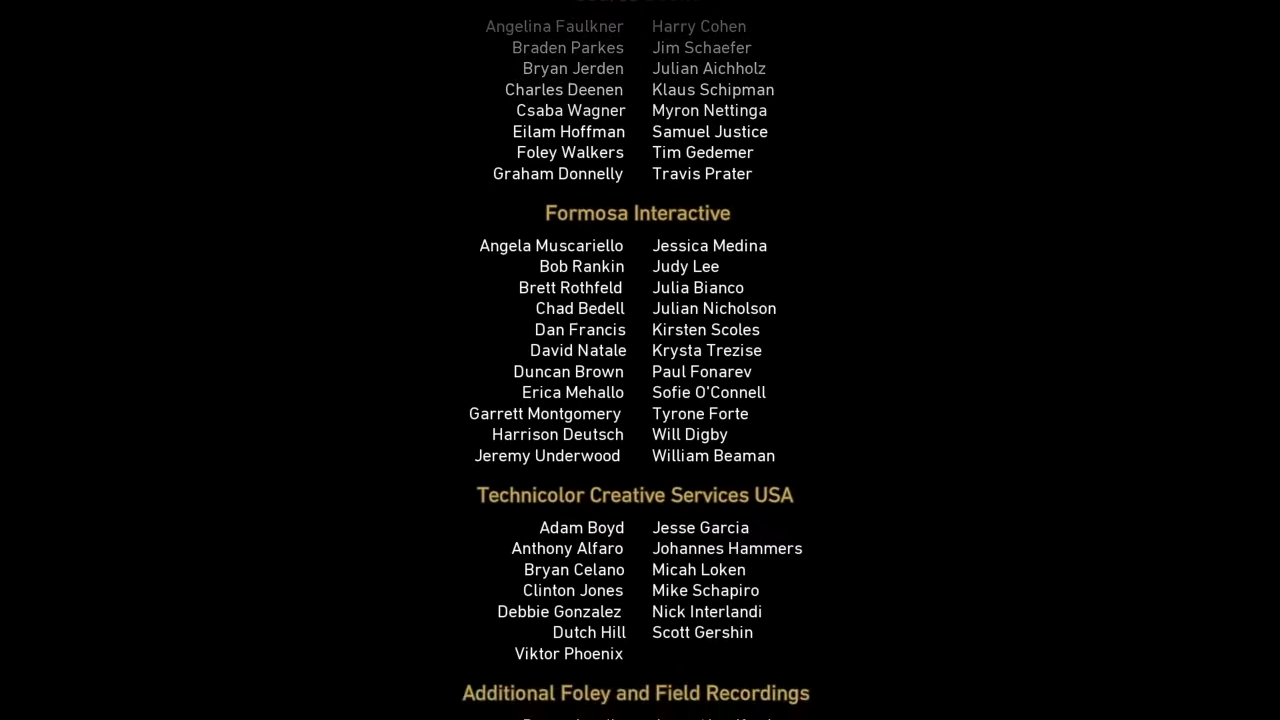 Angelina Faulkner Harry Cohen
Braden Parkes Jim Schaefer
Bryan Jerden Julian Aichholz
Charles Deenen Klaus Schipman
Csaba Wagner Myron Nettinga
Eilam Hoffman Samuel Justice
Foley Walkers Tim Gedemer
Graham Donnelly Travis Prater
Formosa Interactive
Angela Muscariello Jessica Medina
Bob Rankin Judy Lee
Brett Rothfeld Julia Bianco
Chad Bedell Julian Nicholson
Dan Francis Kirsten Scoles
David Natale Krysta Trezise
Duncan Brown Paul Fonarev
Erica Mehallo Sofie O'Connell
Garrett Montgomery Tyrone Forte
Harrison Deutsch Will Digby
Jeremy Underwood William Beaman
Technicolor Creative Services USA
Adam Boyd Jesse Garcia
Anthony Alfaro Johannes Hammers
Bryan Celano Micah Loken
Clinton Jones Mike Schapiro
Debbie Gonzalez Nick Interlandi
Dutch Hill Scott Gershin
Viktor Phoenix
Additional Foley and Field Recordings